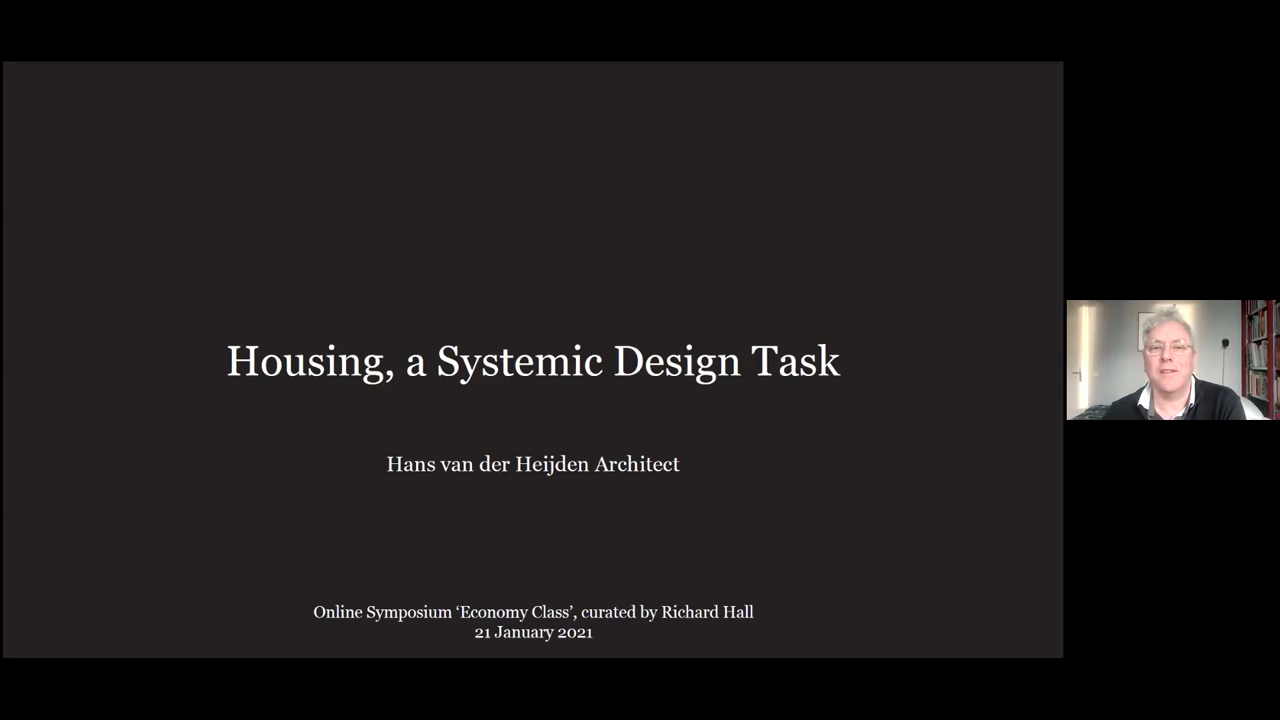 Housing, a Systemic Design Task
Hans van der Heijden Architect
Online Symposium ‘Economy Class’, curated by Richard Hall
21 January 2021